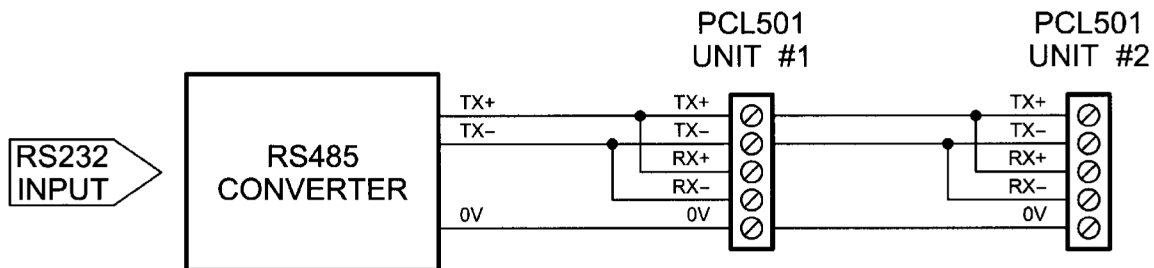 PCL501
UNIT #1
PCL501
UNIT #2
RS232
INPUT
RS485
CONVERTER
TX+
TX−
0V
TX+
TX−
RX+
RX−
0V
TX+
TX−
RX+
RX−
0V